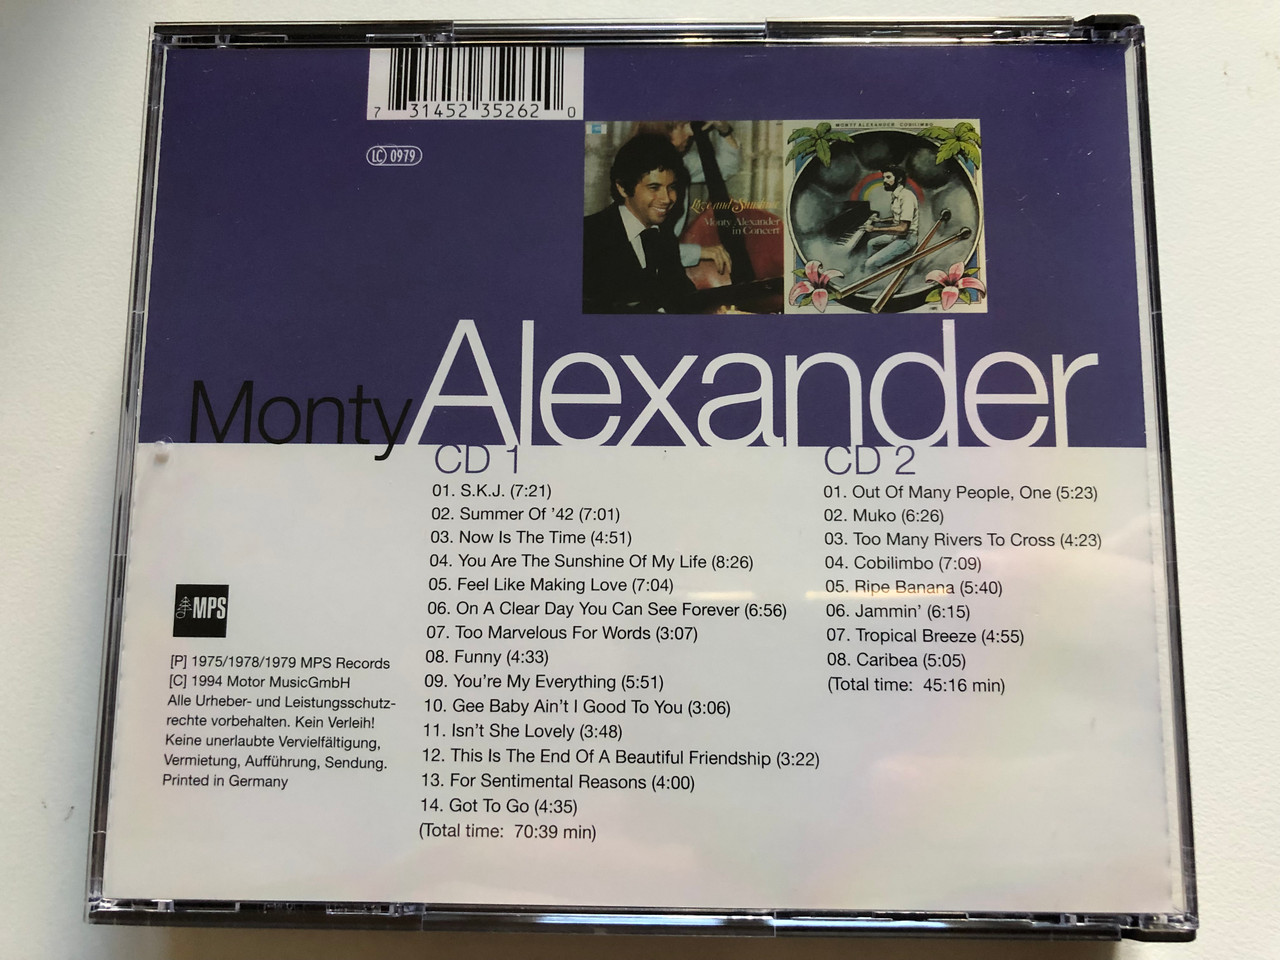 7 31452 35262 0
LC 0979
MONTY ALEXANDER COBILIMBO
Monty Alexander
in Concert
Monty Alexander
CD 1
01. S.K.J. (7:21)
02. Summer Of ’42 (7:01)
03. Now Is The Time (4:51)
04. You Are The Sunshine Of My Life (8:26)
05. Feel Like Making Love (7:04)
06. On A Clear Day You Can See Forever (6:56)
07. Too Marvelous For Words (3:07)
08. Funny (4:33)
09. You’re My Everything (5:51)
10. Gee Baby Ain’t I Good To You (3:06)
11. Isn’t She Lovely (3:48)
12. This Is The End Of A Beautiful Friendship (3:22)
13. For Sentimental Reasons (4:00)
14. Got To Go (4:35)
(Total time: 70:39 min)
CD 2
01. Out Of Many People, One (5:23)
02. Muko (6:26)
03. Too Many Rivers To Cross (4:23)
04. Cobilimbo (7:09)
05. Ripe Banana (5:40)
06. Jammin’ (6:15)
07. Tropical Breeze (4:55)
08. Caribea (5:05)
(Total time: 45:16 min)
MPS
[P] 1975/1978/1979 MPS Records
[C] 1994 Motor MusicGmbH
Alle Urheber- und Leistungsschutz-
rechte vorbehalten. Kein Verleih!
Keine unerlaubte Vervielfältigung,
Vermietung, Aufführung, Sendung.
Printed in Germany